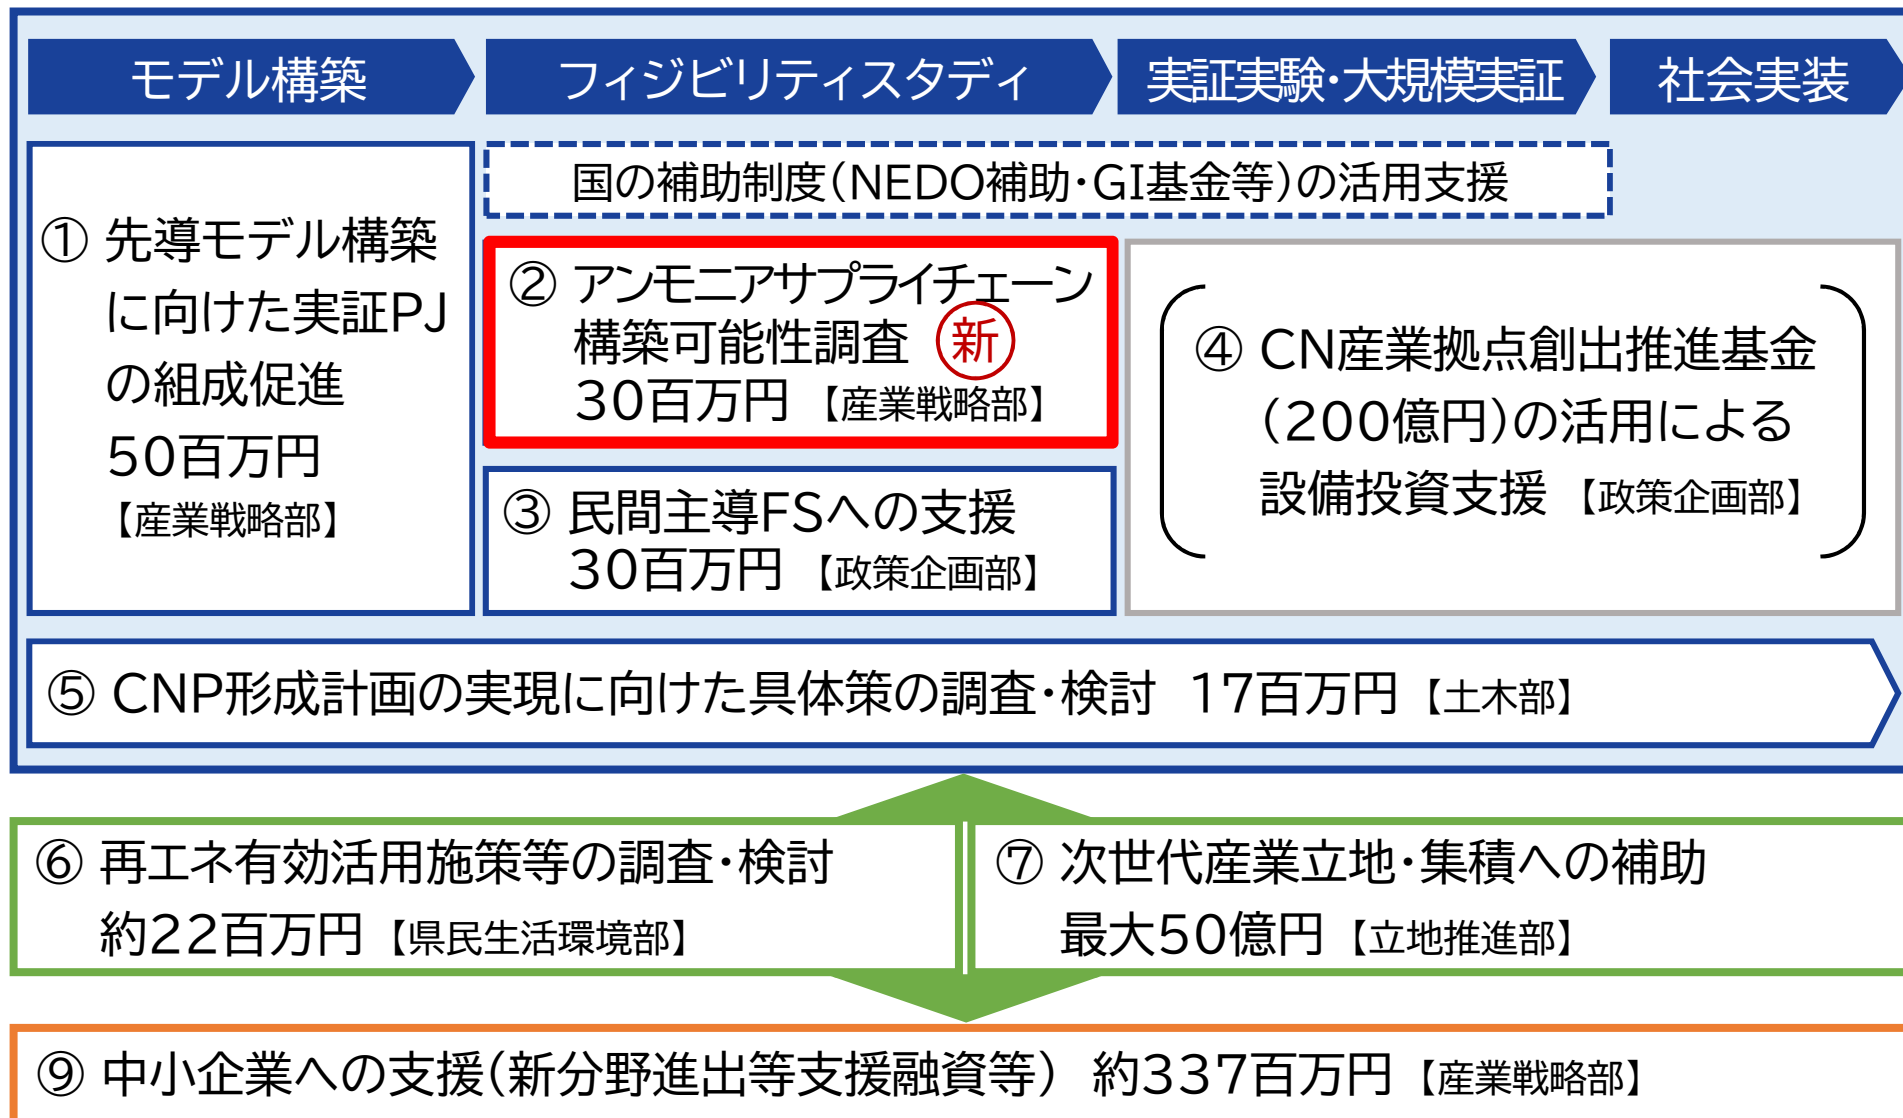 モデル構築
フィジビリティスタディ
実証実験・大規模実証
社会実装
国の補助制度(NEDO補助・GI基金等)の活用支援
① 先導モデル構築
に向けた実証PJ
の組成促進
50百万円
【産業戦略部】
② アンモニアサプライチェーン
構築可能性調査 新
30百万円 【産業戦略部】
③ 民間主導FSへの支援
30百万円 【政策企画部】
④ CN産業拠点創出推進基金
(200億円)の活用による
設備投資支援 【政策企画部】
⑤ CNP形成計画の実現に向けた具体策の調査・検討 17百万円 【土木部】
⑥ 再エネ有効活用施策等の調査・検討
約22百万円 【県民生活環境部】
⑦ 次世代産業立地・集積への補助
最大50億円 【立地推進部】
⑨ 中小企業への支援(新分野進出等支援融資等) 約337百万円 【産業戦略部】